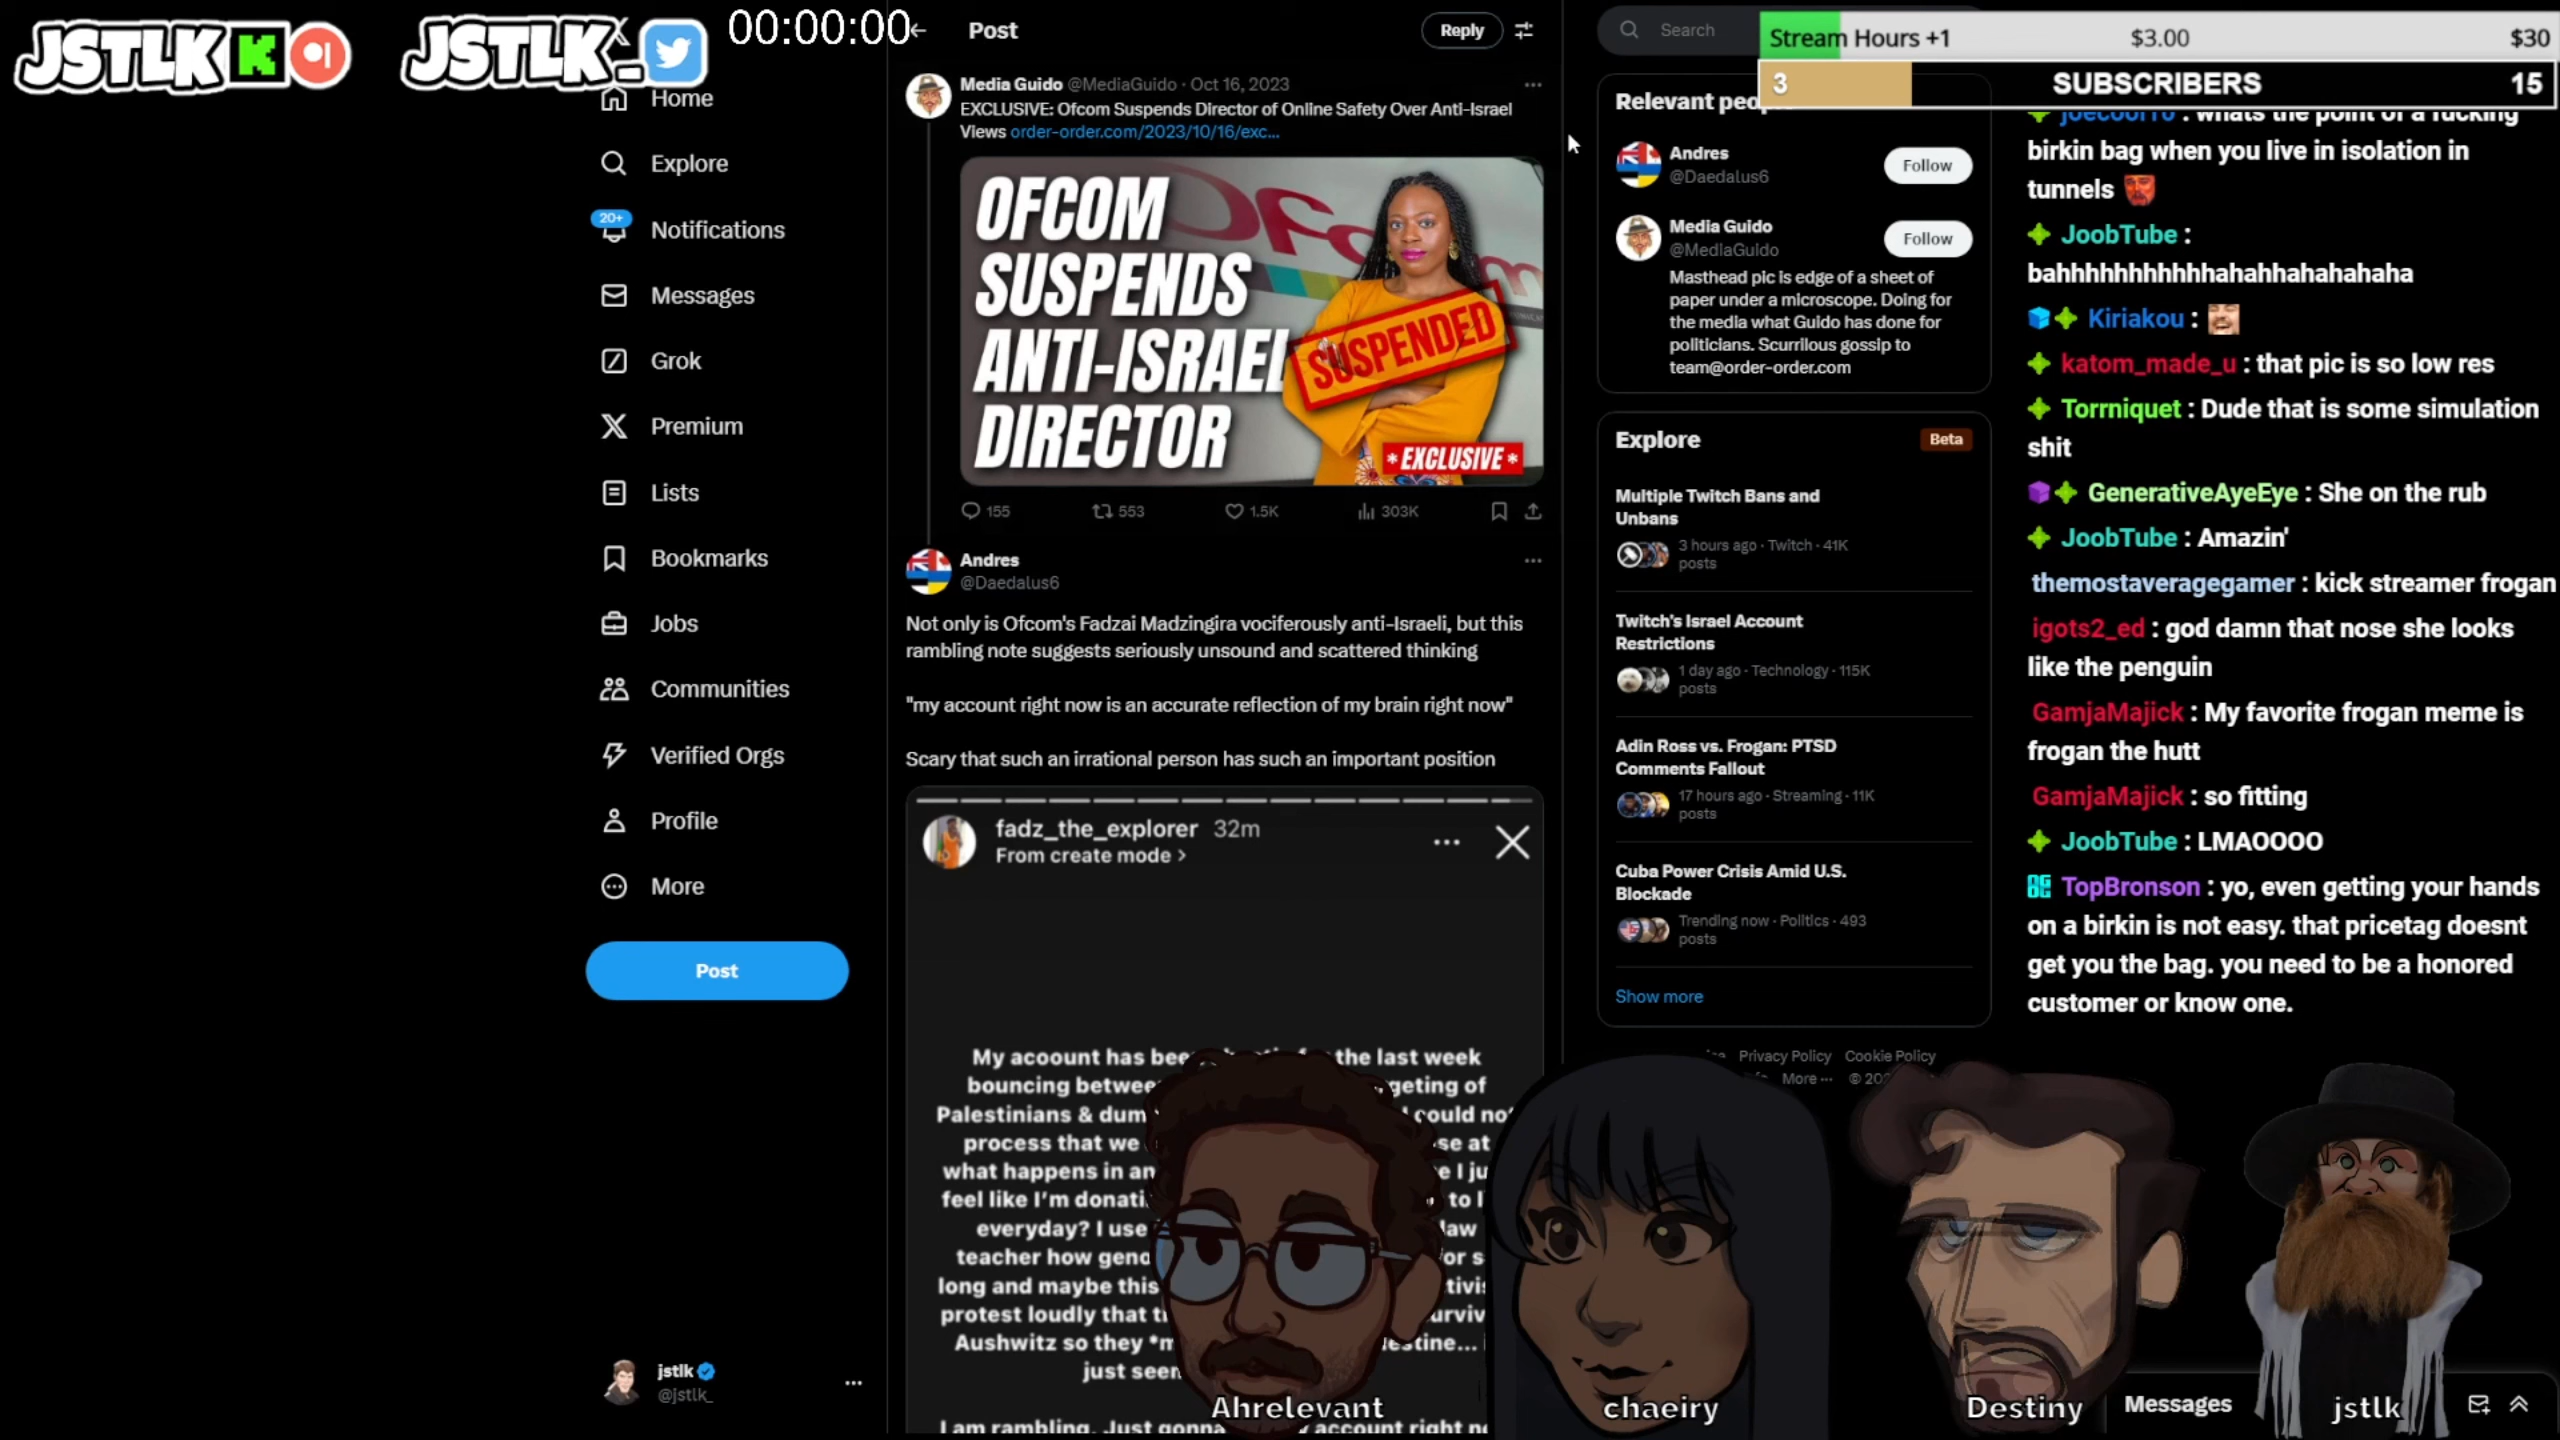 JSTLK
JSTLK_
00:00:00
Post
Reply
Search
Stream Hours +1
$3.00
$30
3
SUBSCRIBERS
15
Home
Explore
20+
Notifications
Messages
Grok
Premium
Lists
Bookmarks
Jobs
Communities
Verified Orgs
Profile
More
Post
jstlk
@jstlk_
Media Guido @MediaGuido · Oct 16, 2023
EXCLUSIVE: Ofcom Suspends Director of Online Safety Over Anti-Israel
Views order-order.com/2023/10/16/exc...
OFCOM
SUSPENDS
ANTI-ISRAEL
DIRECTOR
SUSPENDED
* EXCLUSIVE *
155
553
1.5K
303K
Andres
@Daedalus6
Not only is Ofcom's Fadzai Madzingira vociferously anti-Israeli, but this
rambling note suggests seriously unsound and scattered thinking
"my account right now is an accurate reflection of my brain right now"
Scary that such an irrational person has such an important position
fadz_the_explorer 32m
From create mode >
My acoount has bee the last week
bouncing betwee geting of
Palestinians & dum could not
process that we se at
what happens in an e I ju
feel like I'm donati to l
everyday? I use law
teacher how geno for s
long and maybe this tivis
protest loudly that t urviv
Aushwitz so they *m lestine...
just seem
I am rambling. Just gonna account right n
Relevant peo
Andres
@Daedalus6
Follow
Media Guido
@MediaGuido
Follow
Masthead pic is edge of a sheet of
paper under a microscope. Doing for
the media what Guido has done for
politicians. Scurrilous gossip to
team@order-order.com
Explore
Beta
Multiple Twitch Bans and
Unbans
3 hours ago · Twitch · 41K
posts
Twitch's Israel Account
Restrictions
1 day ago · Technology · 115K
posts
Adin Ross vs. Frogan: PTSD
Comments Fallout
17 hours ago · Streaming · 11K
posts
Cuba Power Crisis Amid U.S.
Blockade
Trending now · Politics · 493
posts
Show more
Privacy Policy Cookie Policy
More ··· © 202
joecool10 : whats the point of a fucking
birkin bag when you live in isolation in
tunnels
JoobTube :
bahhhhhhhhhhhahahhahahahaha
Kiriakou :
katom_made_u : that pic is so low res
Torrniquet : Dude that is some simulation
shit
GenerativeAyeEye : She on the rub
JoobTube : Amazin'
themostaveragegamer : kick streamer frogan
igots2_ed : god damn that nose she looks
like the penguin
GamjaMajick : My favorite frogan meme is
frogan the hutt
GamjaMajick : so fitting
JoobTube : LMAOOOO
TopBronson : yo, even getting your hands
on a birkin is not easy. that pricetag doesnt
get you the bag. you need to be a honored
customer or know one.
Ahrelevant
chaeiry
Destiny
Messages
jstlk